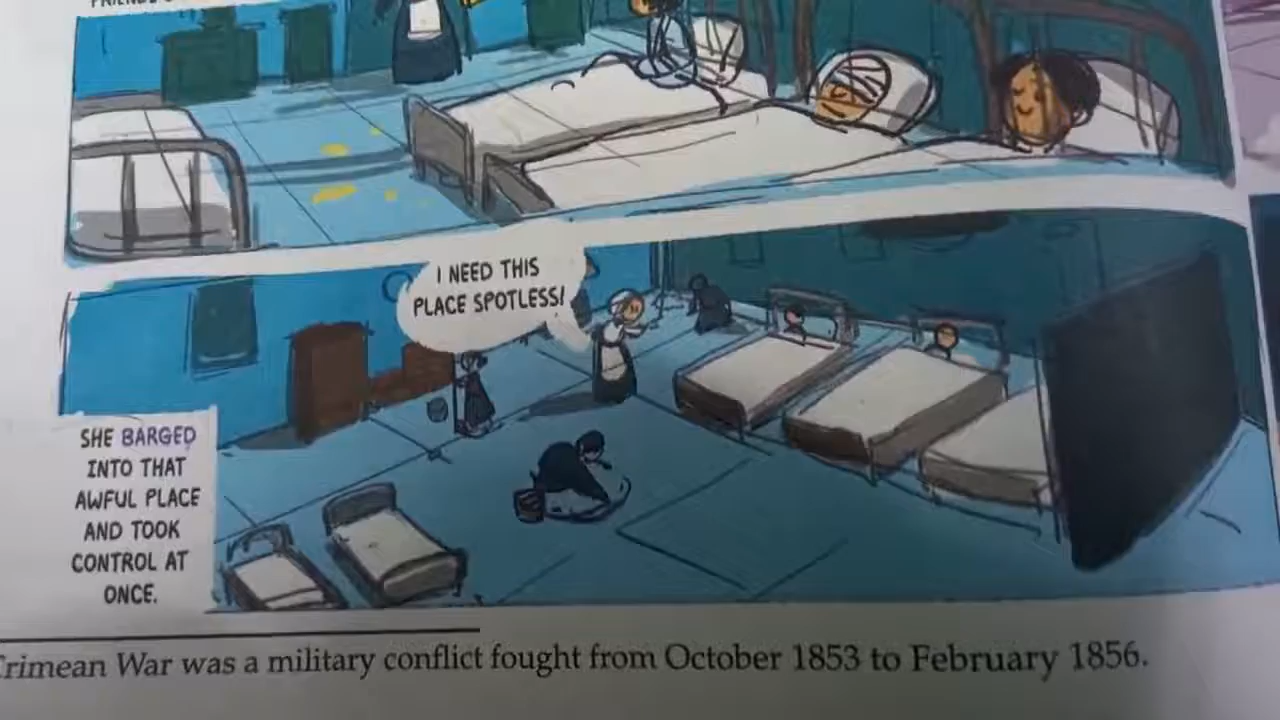 I NEED THIS
PLACE SPOTLESS!
SHE BARGED
INTO THAT
AWFUL PLACE
AND TOOK
CONTROL AT
ONCE.
Crimean War was a military conflict fought from October 1853 to February 1856.